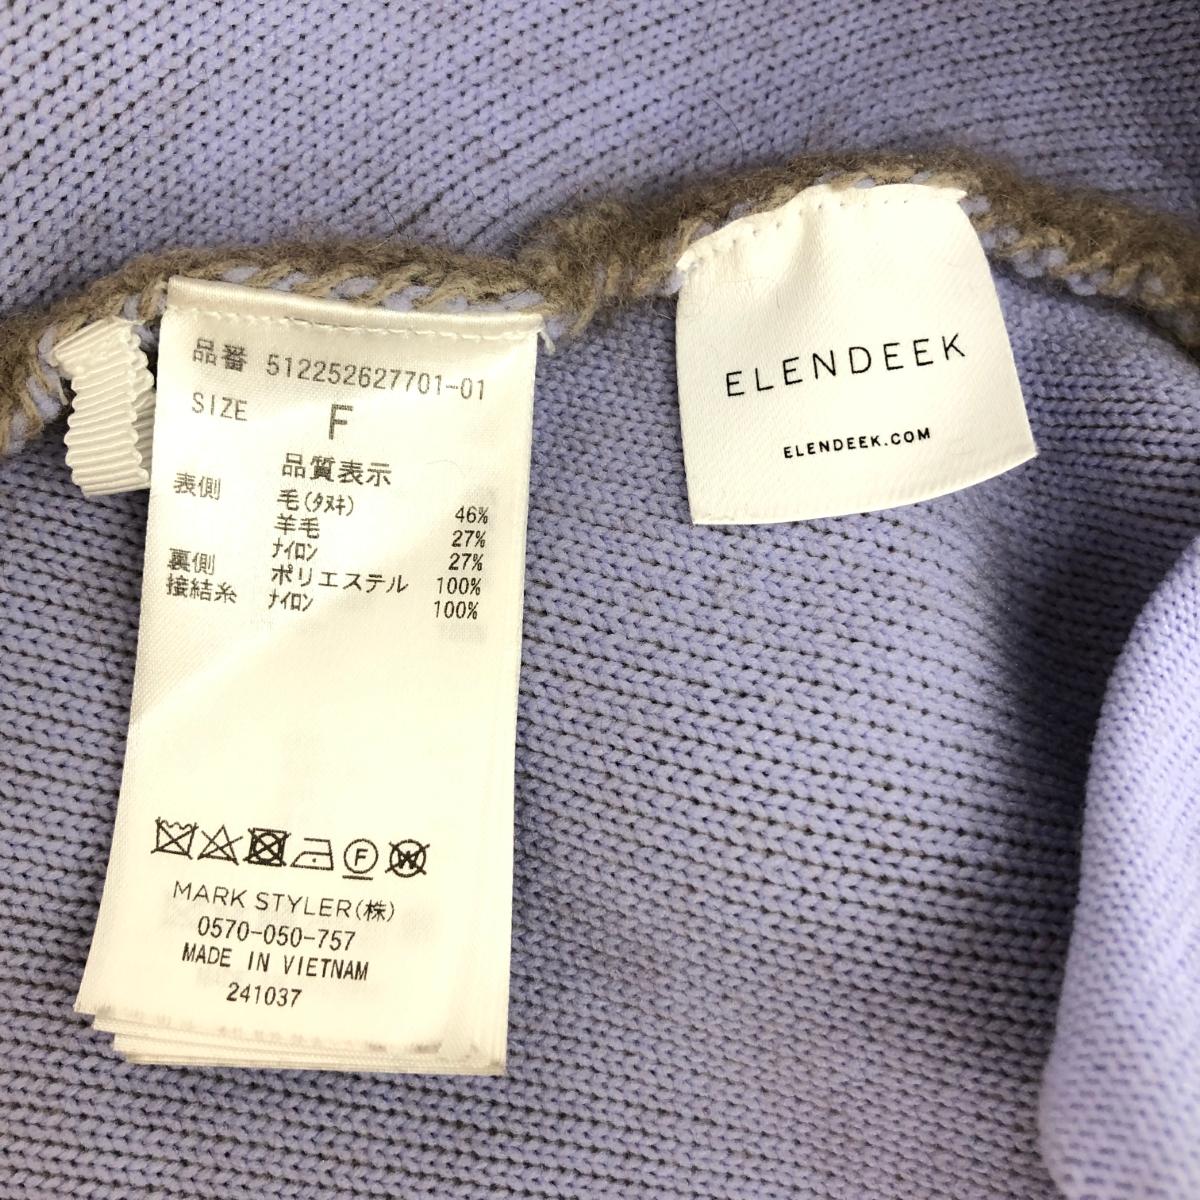 品番 512252627701-01
SIZE F
品質表示
表側 毛(タヌキ) 46%
羊毛 27%
ナイロン 27%
裏側 ポリエステル 100%
接結糸 ナイロン 100%
MARK STYLER(株)
0570-050-757
MADE IN VIETNAM
241037
ELENDEEK
ELENDEEK.COM